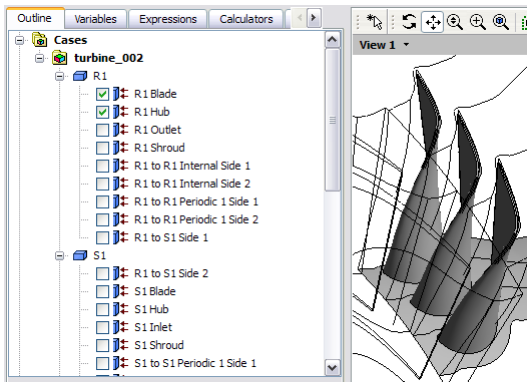 Outline Variables Expressions Calculators
Cases
turbine_002
R1
R1 Blade
R1 Hub
R1 Outlet
R1 Shroud
R1 to R1 Internal Side 1
R1 to R1 Internal Side 2
R1 to R1 Periodic 1 Side 1
R1 to R1 Periodic 1 Side 2
R1 to S1 Side 1
S1
R1 to S1 Side 2
S1 Blade
S1 Hub
S1 Inlet
S1 Shroud
S1 to S1 Periodic 1 Side 1
View 1